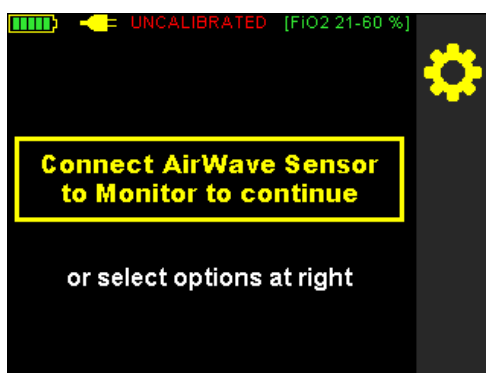 UNCALIBRATED [FiO2 21-60 %]
Connect AirWave Sensor
to Monitor to continue
or select options at right